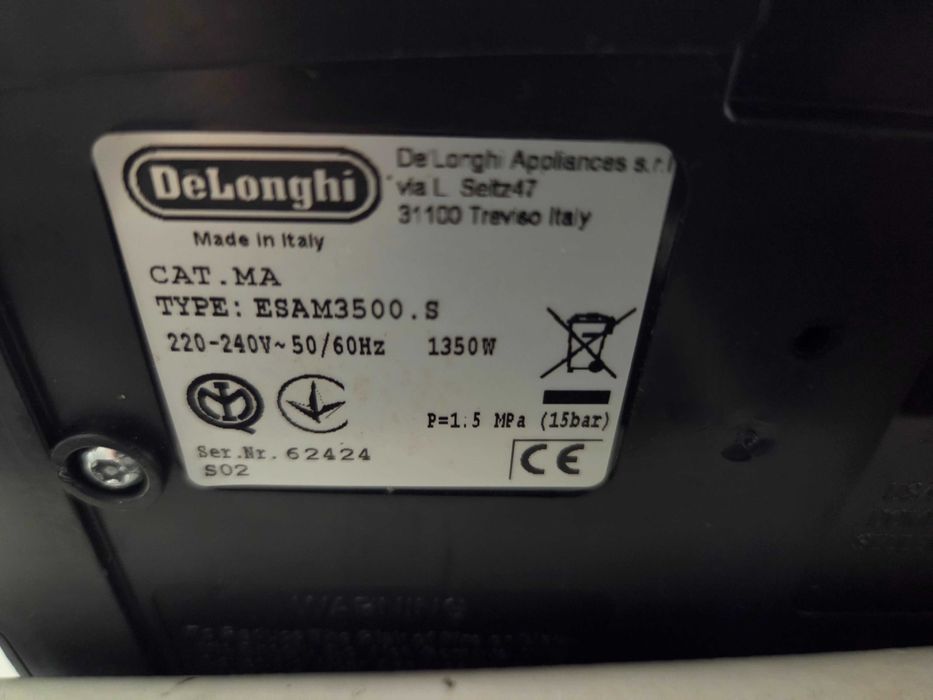 DeLonghi
De'Longhi Appliances s.r.l
via L. Seitz47
31100 Treviso Italy
Made in Italy
CAT.MA
TYPE: ESAM3500.S
220-240V~50/60Hz 1350W
P=1.5 MPa (15bar)
Ser.Nr. 62424
S02
CE
WARNING